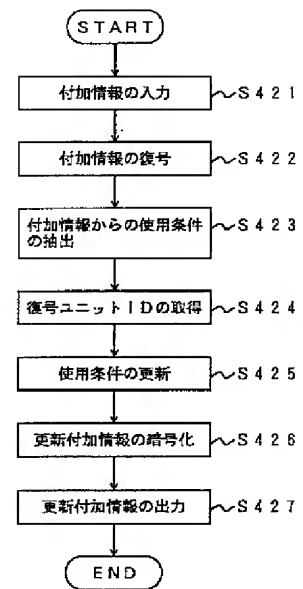 START
付加情報の入力 S421
付加情報の復号 S422
付加情報からの使用条件
の抽出 S423
復号ユニットIDの取得 S424
使用条件の更新 S425
更新付加情報の暗号化 S426
更新付加情報の出力 S427
END